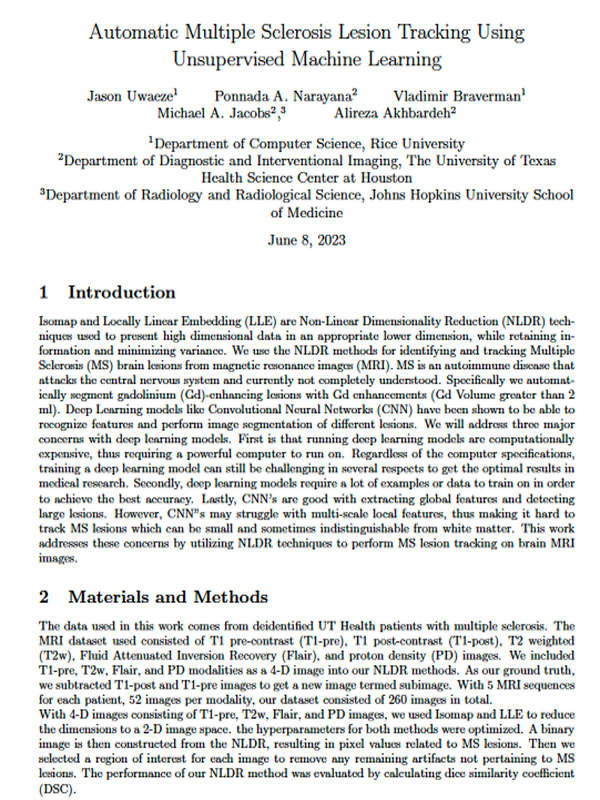 Automatic Multiple Sclerosis Lesion Tracking Using
Unsupervised Machine Learning
Jason Uwaeze¹ Ponnada A. Narayana² Vladimir Braverman¹
Michael A. Jacobs²,³ Alireza Akhbardeh²
¹Department of Computer Science, Rice University
²Department of Diagnostic and Interventional Imaging, The University of Texas
Health Science Center at Houston
³Department of Radiology and Radiological Science, Johns Hopkins University School
of Medicine
June 8, 2023
1 Introduction
Isomap and Locally Linear Embedding (LLE) are Non-Linear Dimensionality Reduction (NLDR) tech-
niques used to present high dimensional data in an appropriate lower dimension, while retaining in-
formation and minimizing variance. We use the NLDR methods for identifying and tracking Multiple
Sclerosis (MS) brain lesions from magnetic resonance images (MRI). MS is an autoimmune disease that
attacks the central nervous system and currently not completely understood. Specifically we automat-
ically segment gadolinium (Gd)-enhancing lesions with Gd enhancements (Gd Volume greater than 2
ml). Deep Learning models like Convolutional Neural Networks (CNN) have been shown to be able to
recognize features and perform image segmentation of different lesions. We will address three major
concerns with deep learning models. First is that running deep learning models are computationally
expensive, thus requiring a powerful computer to run on. Regardless of the computer specifications,
training a deep learning model can still be challenging in several respects to get the optimal results in
medical research. Secondly, deep learning models require a lot of examples or data to train on in order
to achieve the best accuracy. Lastly, CNN's are good with extracting global features and detecting
large lesions. However, CNN"s may struggle with multi-scale local features, thus making it hard to
track MS lesions which can be small and sometimes indistinguishable from white matter. This work
addresses these concerns by utilizing NLDR techniques to perform MS lesion tracking on brain MRI
images.
2 Materials and Methods
The data used in this work comes from deidentified UT Health patients with multiple sclerosis. The
MRI dataset used consisted of T1 pre-contrast (T1-pre), T1 post-contrast (T1-post), T2 weighted
(T2w), Fluid Attenuated Inversion Recovery (Flair), and proton density (PD) images. We included
T1-pre, T2w, Flair, and PD modalities as a 4-D image into our NLDR methods. As our ground truth,
we subtracted T1-post and T1-pre images to get a new image termed subimage. With 5 MRI sequences
for each patient, 52 images per modality, our dataset consisted of 260 images in total.
With 4-D images consisting of T1-pre, T2w, Flair, and PD images, we used Isomap and LLE to reduce
the dimensions to a 2-D image space. the hyperparameters for both methods were optimized. A binary
image is then constructed from the NLDR, resulting in pixel values related to MS lesions. Then we
selected a region of interest for each image to remove any remaining artifacts not pertaining to MS
lesions. The performance of our NLDR method was evaluated by calculating dice similarity coefficient
(DSC).